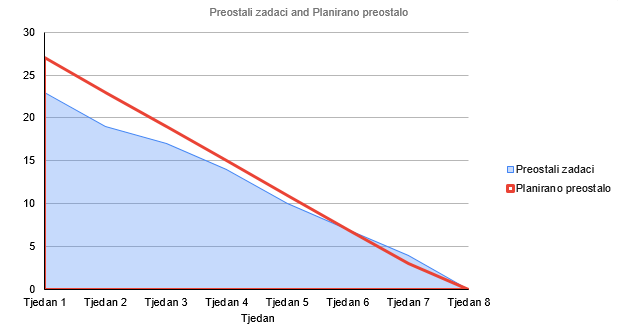 Preostali zadaci and Planirano preostalo
30
25
20
15
10
5
0
Tjedan 1 Tjedan 2 Tjedan 3 Tjedan 4 Tjedan 5 Tjedan 6 Tjedan 7 Tjedan 8
Tjedan
Preostali zadaci
Planirano preostalo